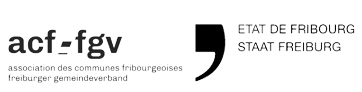 acf-fgv
association des communes fribourgeoises
freiburger gemeindeverband
ETAT DE FRIBOURG
STAAT FREIBURG